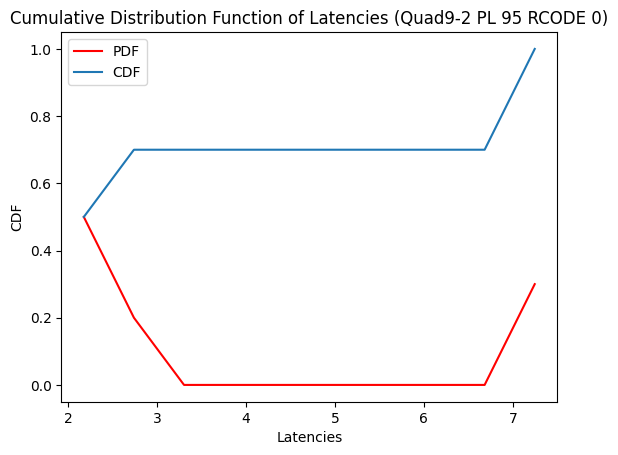 Cumulative Distribution Function of Latencies (Quad9-2 PL 95 RCODE 0)
PDF
CDF
1.0
0.8
0.6
0.4
0.2
0.0
CDF
2
3
4
5
6
7
Latencies